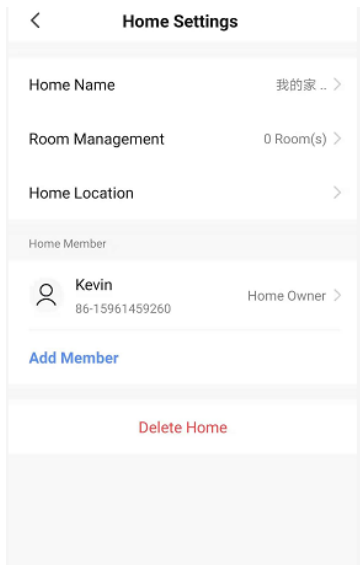 Home Settings
Home Name 我的家 ..
Room Management 0 Room(s)
Home Location
Home Member
Kevin
86-15961459260
Home Owner
Add Member
Delete Home